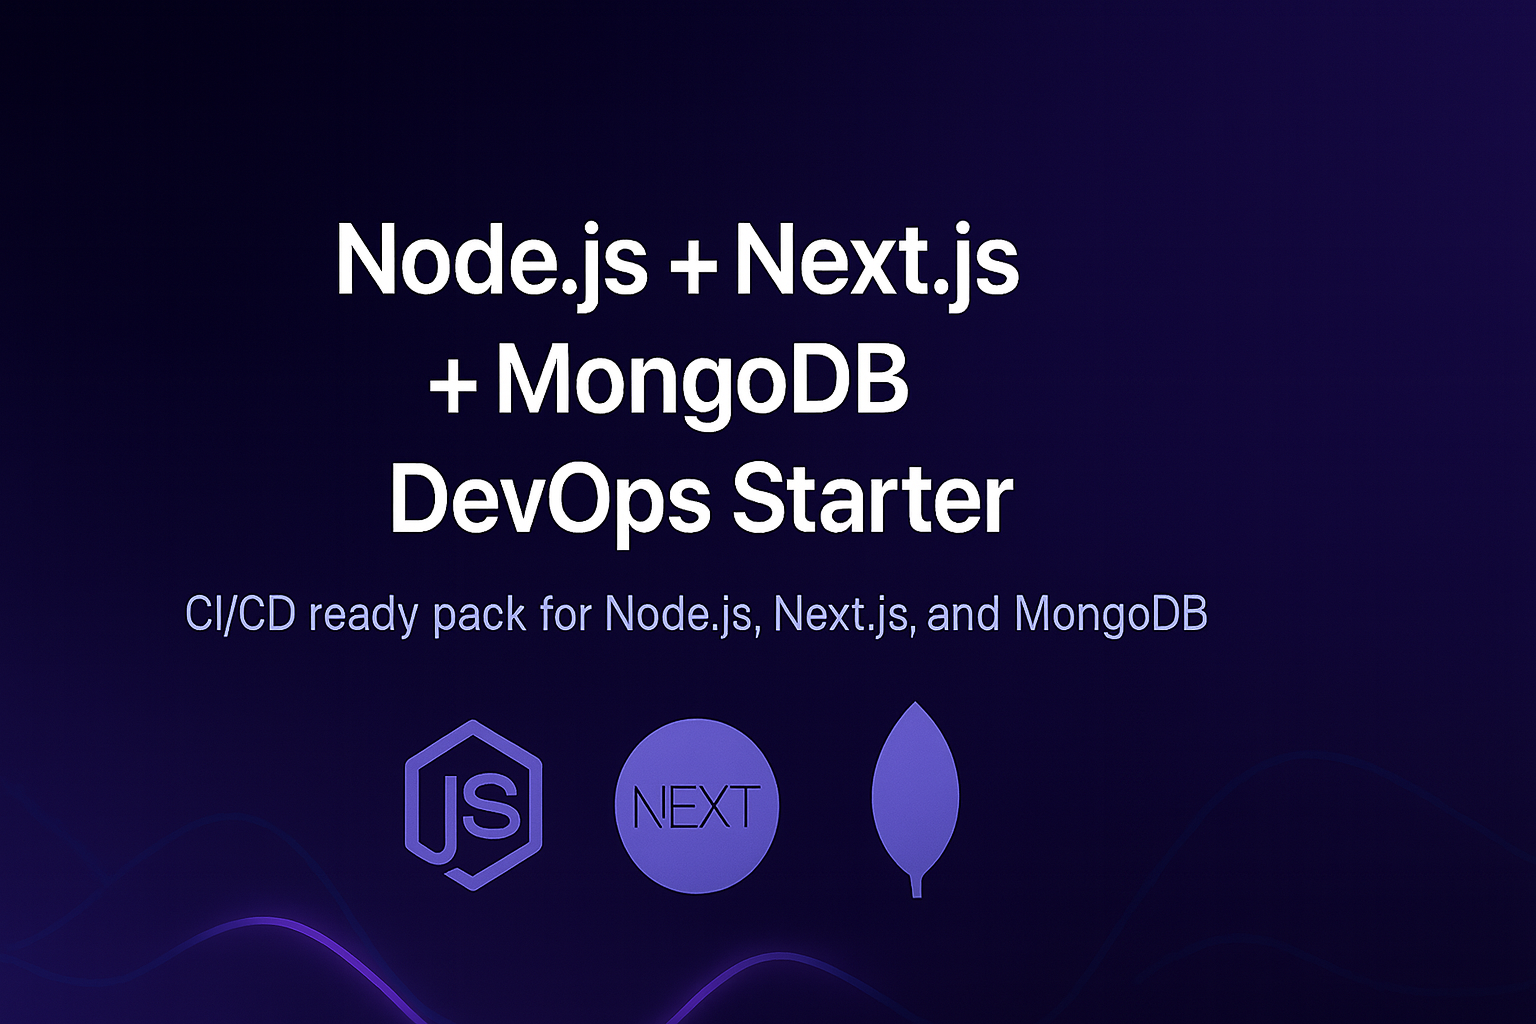 Node.js + Next.js
+ MongoDB
DevOps Starter
CI/CD ready pack for Node.js, Next.js, and MongoDB
JS
NEXT